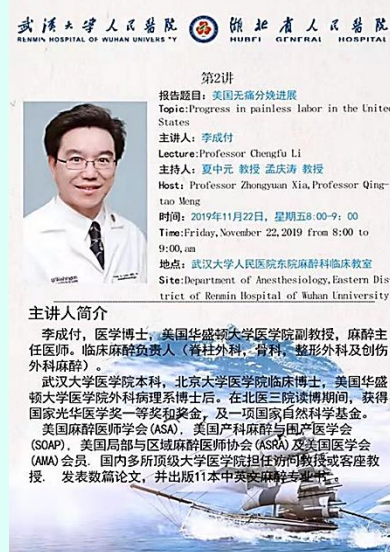 武汉大学人民医院 湖北省人民医院
RENMIN HOSPITAL OF WUHAN UNIVERS TY HUBEI GENERAL HOSPITAL
第2讲
报告题目：美国无痛分娩进展
Topic:Progress in painless labor in the United
States
主讲人：李成付
Lecture:Professor Chengfu Li
主持人：夏中元 教授 孟庆涛 教授
Host: Professor Zhongyuan Xia,Professor Qing-
tao Meng
时间：2019年11月22日，星期五8:00-9：00
Time:Friday,November 22,2019 from 8:00 to
9:00,am
地点：武汉大学人民医院东院麻醉科临床教室
Site:Department of Anesthesiology,Eastern Dis
trict of Renmin Hospital of Wuhan Unniversity
主讲人简介
李成付，医学博士，美国华盛顿大学医学院副教授，麻醉主
任医师。临床麻醉负责人（脊柱外科，骨科，整形外科及创伤
外科麻醉）。
武汉大学医学院本科，北京大学医学院临床博士，美国华盛
顿大学医学院外科病理系博士后。在北医三院读博期间，获得
国家光华医学奖一等奖和奖金，及一项国家自然科学基金。
美国麻醉医师学会(ASA)．美国产科麻醉与围产医学会
(SOAP)．美国局部与区域麻醉医师协会(ASRA)及美国医学会
(AMA)会员．国内多所顶级大学医学院担任访问教授或客座教
授． 发表数篇论文，并出版11本中英文麻醉专业书。